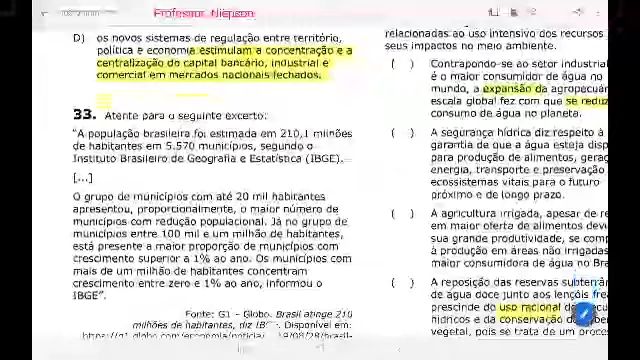 Professor Niepson
D) os novos sistemas de regulação entre território,
política e economia estimulam a concentração e a
centralização do capital bancário, industrial e
comercial em mercados nacionais fechados.
33. Atente para o seguinte excerto:
"A população brasileira foi estimada em 210,1 milhões
de habitantes em 5.570 municípios, segundo o
Instituto Brasileiro de Geografia e Estatística (IBGE).
[...]
O grupo de municípios com até 20 mil habitantes
apresentou, proporcionalmente, o maior número de
municípios com redução populacional. Já no grupo de
municípios entre 100 mil e um milhão de habitantes,
está presente a maior proporção de municípios com
crescimento superior a 1% ao ano. Os municípios com
mais de um milhão de habitantes concentram
crescimento entre zero e 1% ao ano, informou o
IBGE".
Fonte: G1 – Globo. Brasil atinge 210
milhões de habitantes, diz IB Disponível em:
relacionadas ao uso intensivo dos recursos
seus impactos no meio ambiente.
( ) Contrapondo-se ao setor industrial
é o maior consumidor de água no
mundo, a expansão da agropecuár
escala global fez com que se reduz
consumo de água no planeta.
( ) A segurança hídrica diz respeito à
garantia de que a água esteja disp
para produção de alimentos, geraç
energia, transporte e preservação
ecossistemas vitais para o futuro
próximo e de longo prazo.
( ) A agricultura irrigada, apesar de re
em maior oferta de alimentos dev
sua grande produtividade, se comp
à produção em áreas não irrigadas
maior consumidora de água no Bra
( ) A reposição das reservas subterrân
de água doce junto aos lençóis fre
prescinde do uso racional de
hídricos e da conservação da
vegetal, pois se trata de um proces